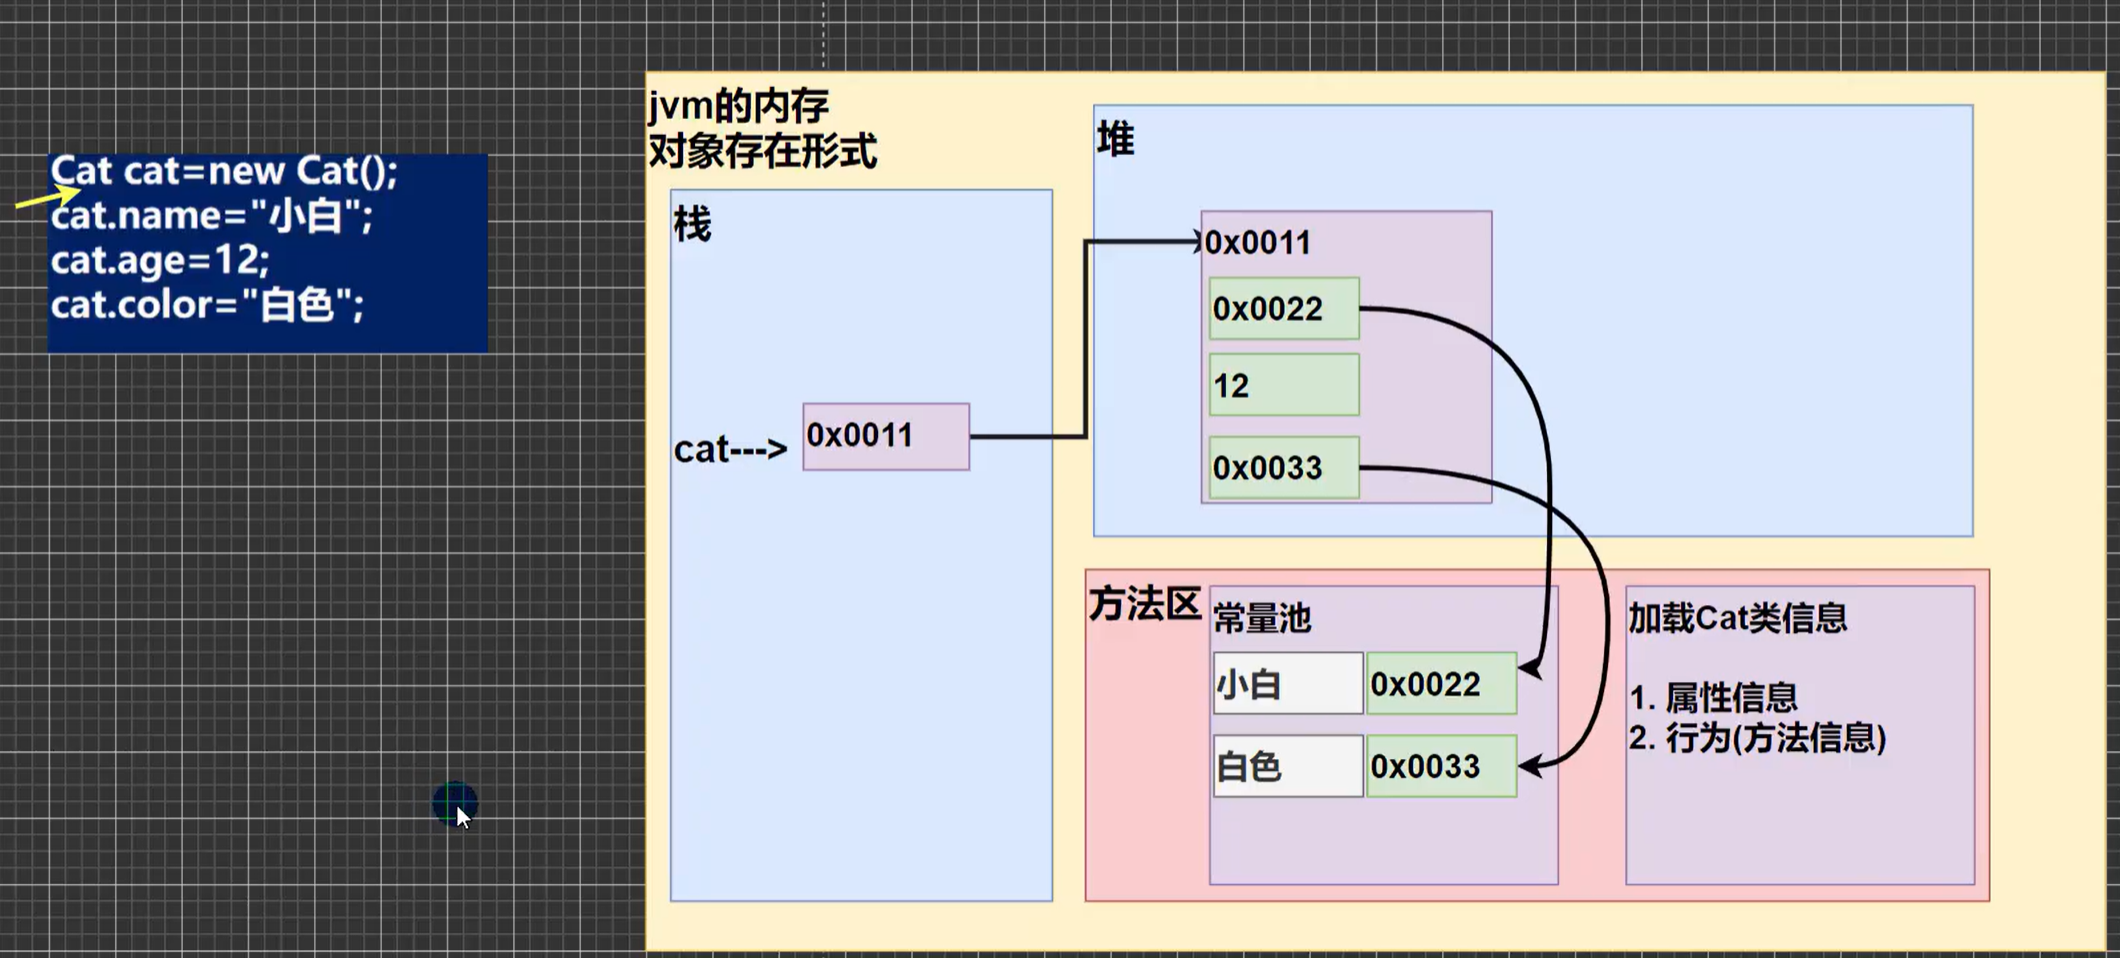 Cat cat=new Cat();
cat.name="小白";
cat.age=12;
cat.color="白色";
jvm的内存
对象存在形式
栈
cat--->
0x0011
堆
0x0011
0x0022
12
0x0033
方法区
常量池
小白
0x0022
白色
0x0033
加载Cat类信息
1. 属性信息
2. 行为(方法信息)